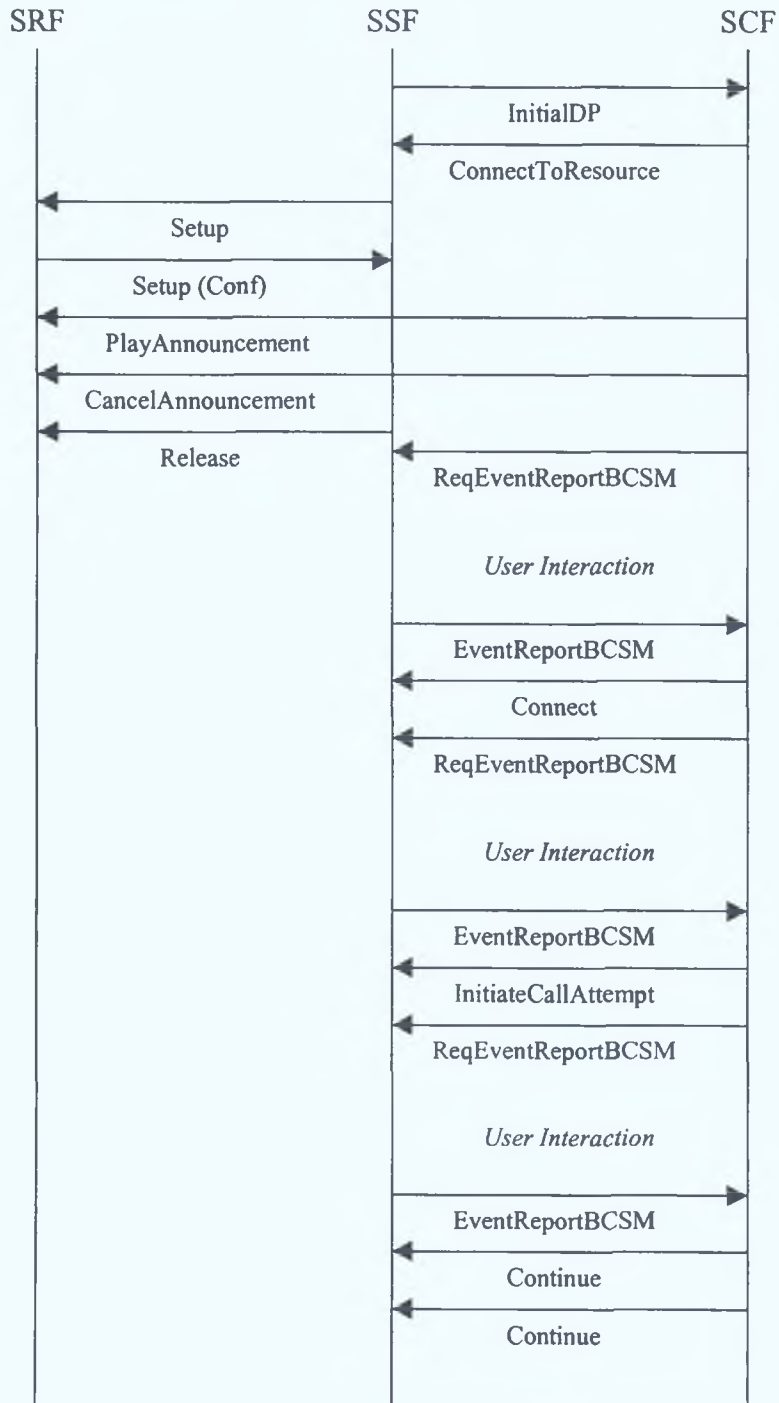 SRF SSF SCF
InitialDP
ConnectToResource
Setup
Setup (Conf)
PlayAnnouncement
CancelAnnouncement
Release
ReqEventReportBCSM
User Interaction
EventReportBCSM
Connect
ReqEventReportBCSM
User Interaction
EventReportBCSM
InitiateCallAttempt
ReqEventReportBCSM
User Interaction
EventReportBCSM
Continue
Continue